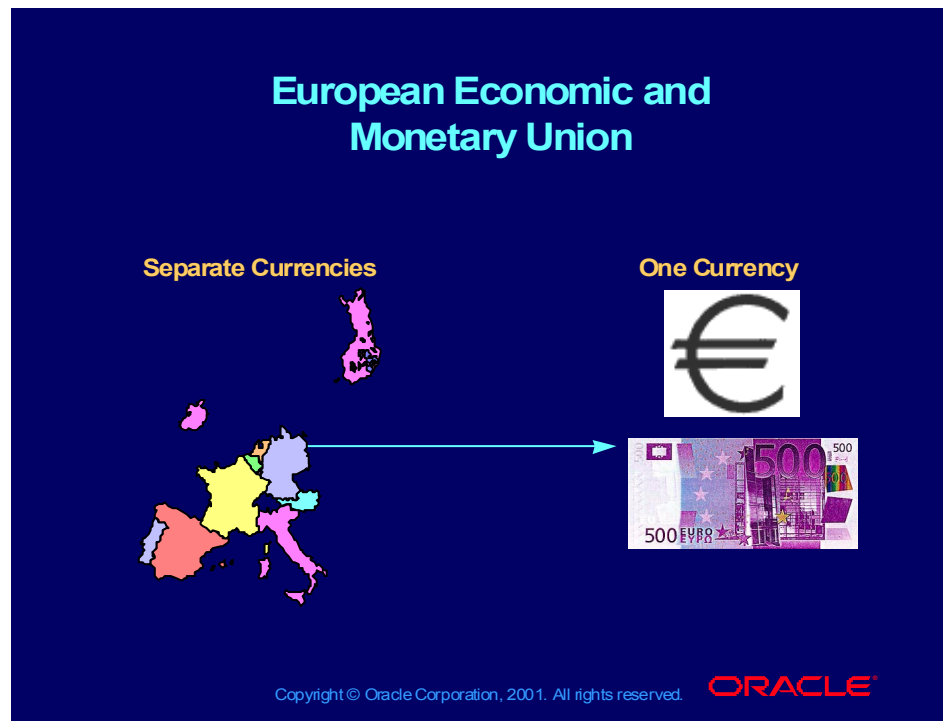 European Economic and
Monetary Union
Separate Currencies
One Currency
€
500
500
500 EURO
ΕΥΡΩ
Copyright © Oracle Corporation, 2001. All rights reserved.
ORACLE